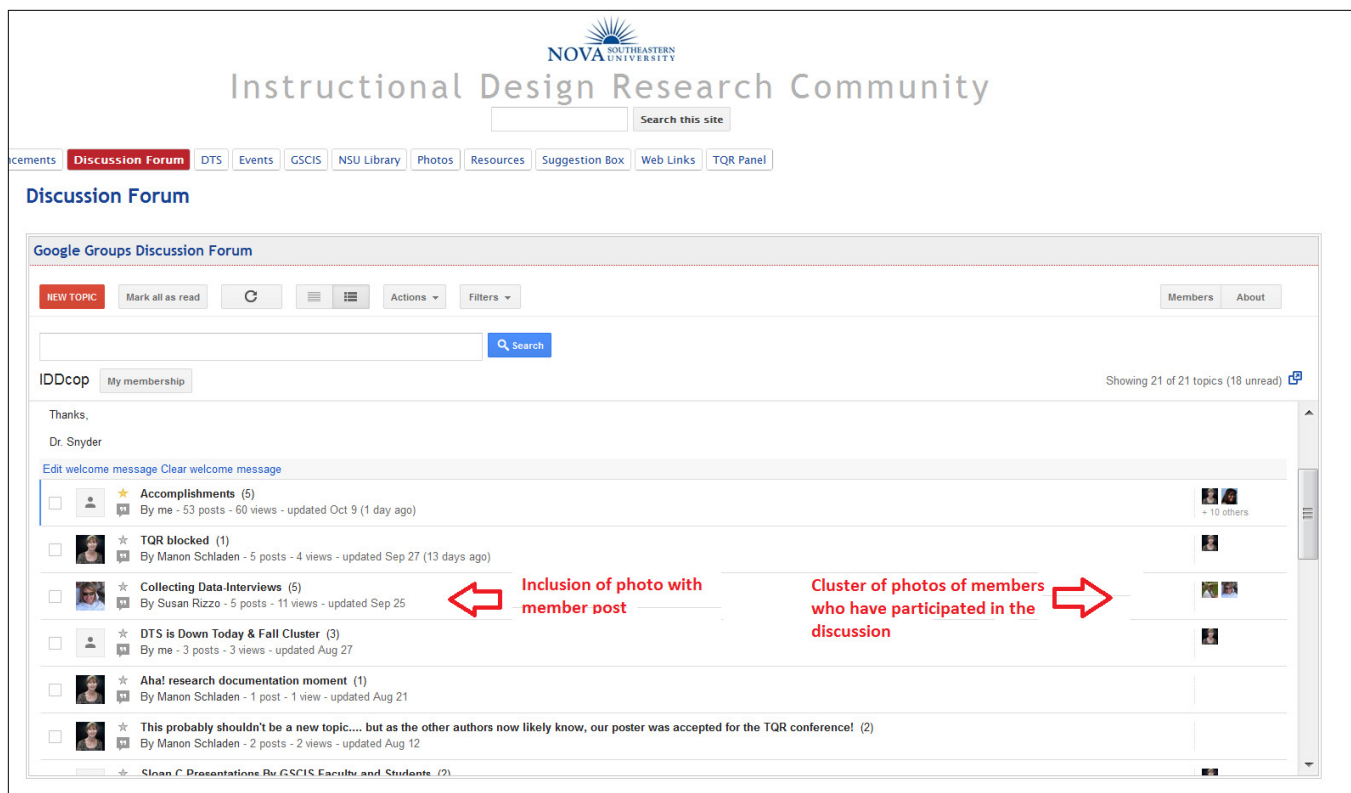 NOVA SOUTHEASTERN UNIVERSITY
Instructional Design Research Community
Search this site
ncements Discussion Forum DTS Events GSCIS NSU Library Photos Resources Suggestion Box Web Links TQR Panel
Discussion Forum
Google Groups Discussion Forum
NEW TOPIC Mark all as read Actions Filters Members About
Search
IDDcop My membership Showing 21 of 21 topics (18 unread)
Thanks,
Dr. Snyder
Edit welcome message Clear welcome message
Accomplishments (5)
By me - 53 posts - 60 views - updated Oct 9 (1 day ago)
+ 10 others
TQR blocked (1)
By Manon Schladen - 5 posts - 4 views - updated Sep 27 (13 days ago)
Collecting Data-Interviews (5)
By Susan Rizzo - 5 posts - 11 views - updated Sep 25
Inclusion of photo with
member post
Cluster of photos of members
who have participated in the
discussion
DTS is Down Today & Fall Cluster (3)
By me - 3 posts - 3 views - updated Aug 27
Aha! research documentation moment (1)
By Manon Schladen - 1 post - 1 view - updated Aug 21
This probably shouldn't be a new topic.... but as the other authors now likely know, our poster was accepted for the TQR conference! (2)
By Manon Schladen - 2 posts - 2 views - updated Aug 12
Sloan C Presentations By GSCIS Faculty and Students (2)